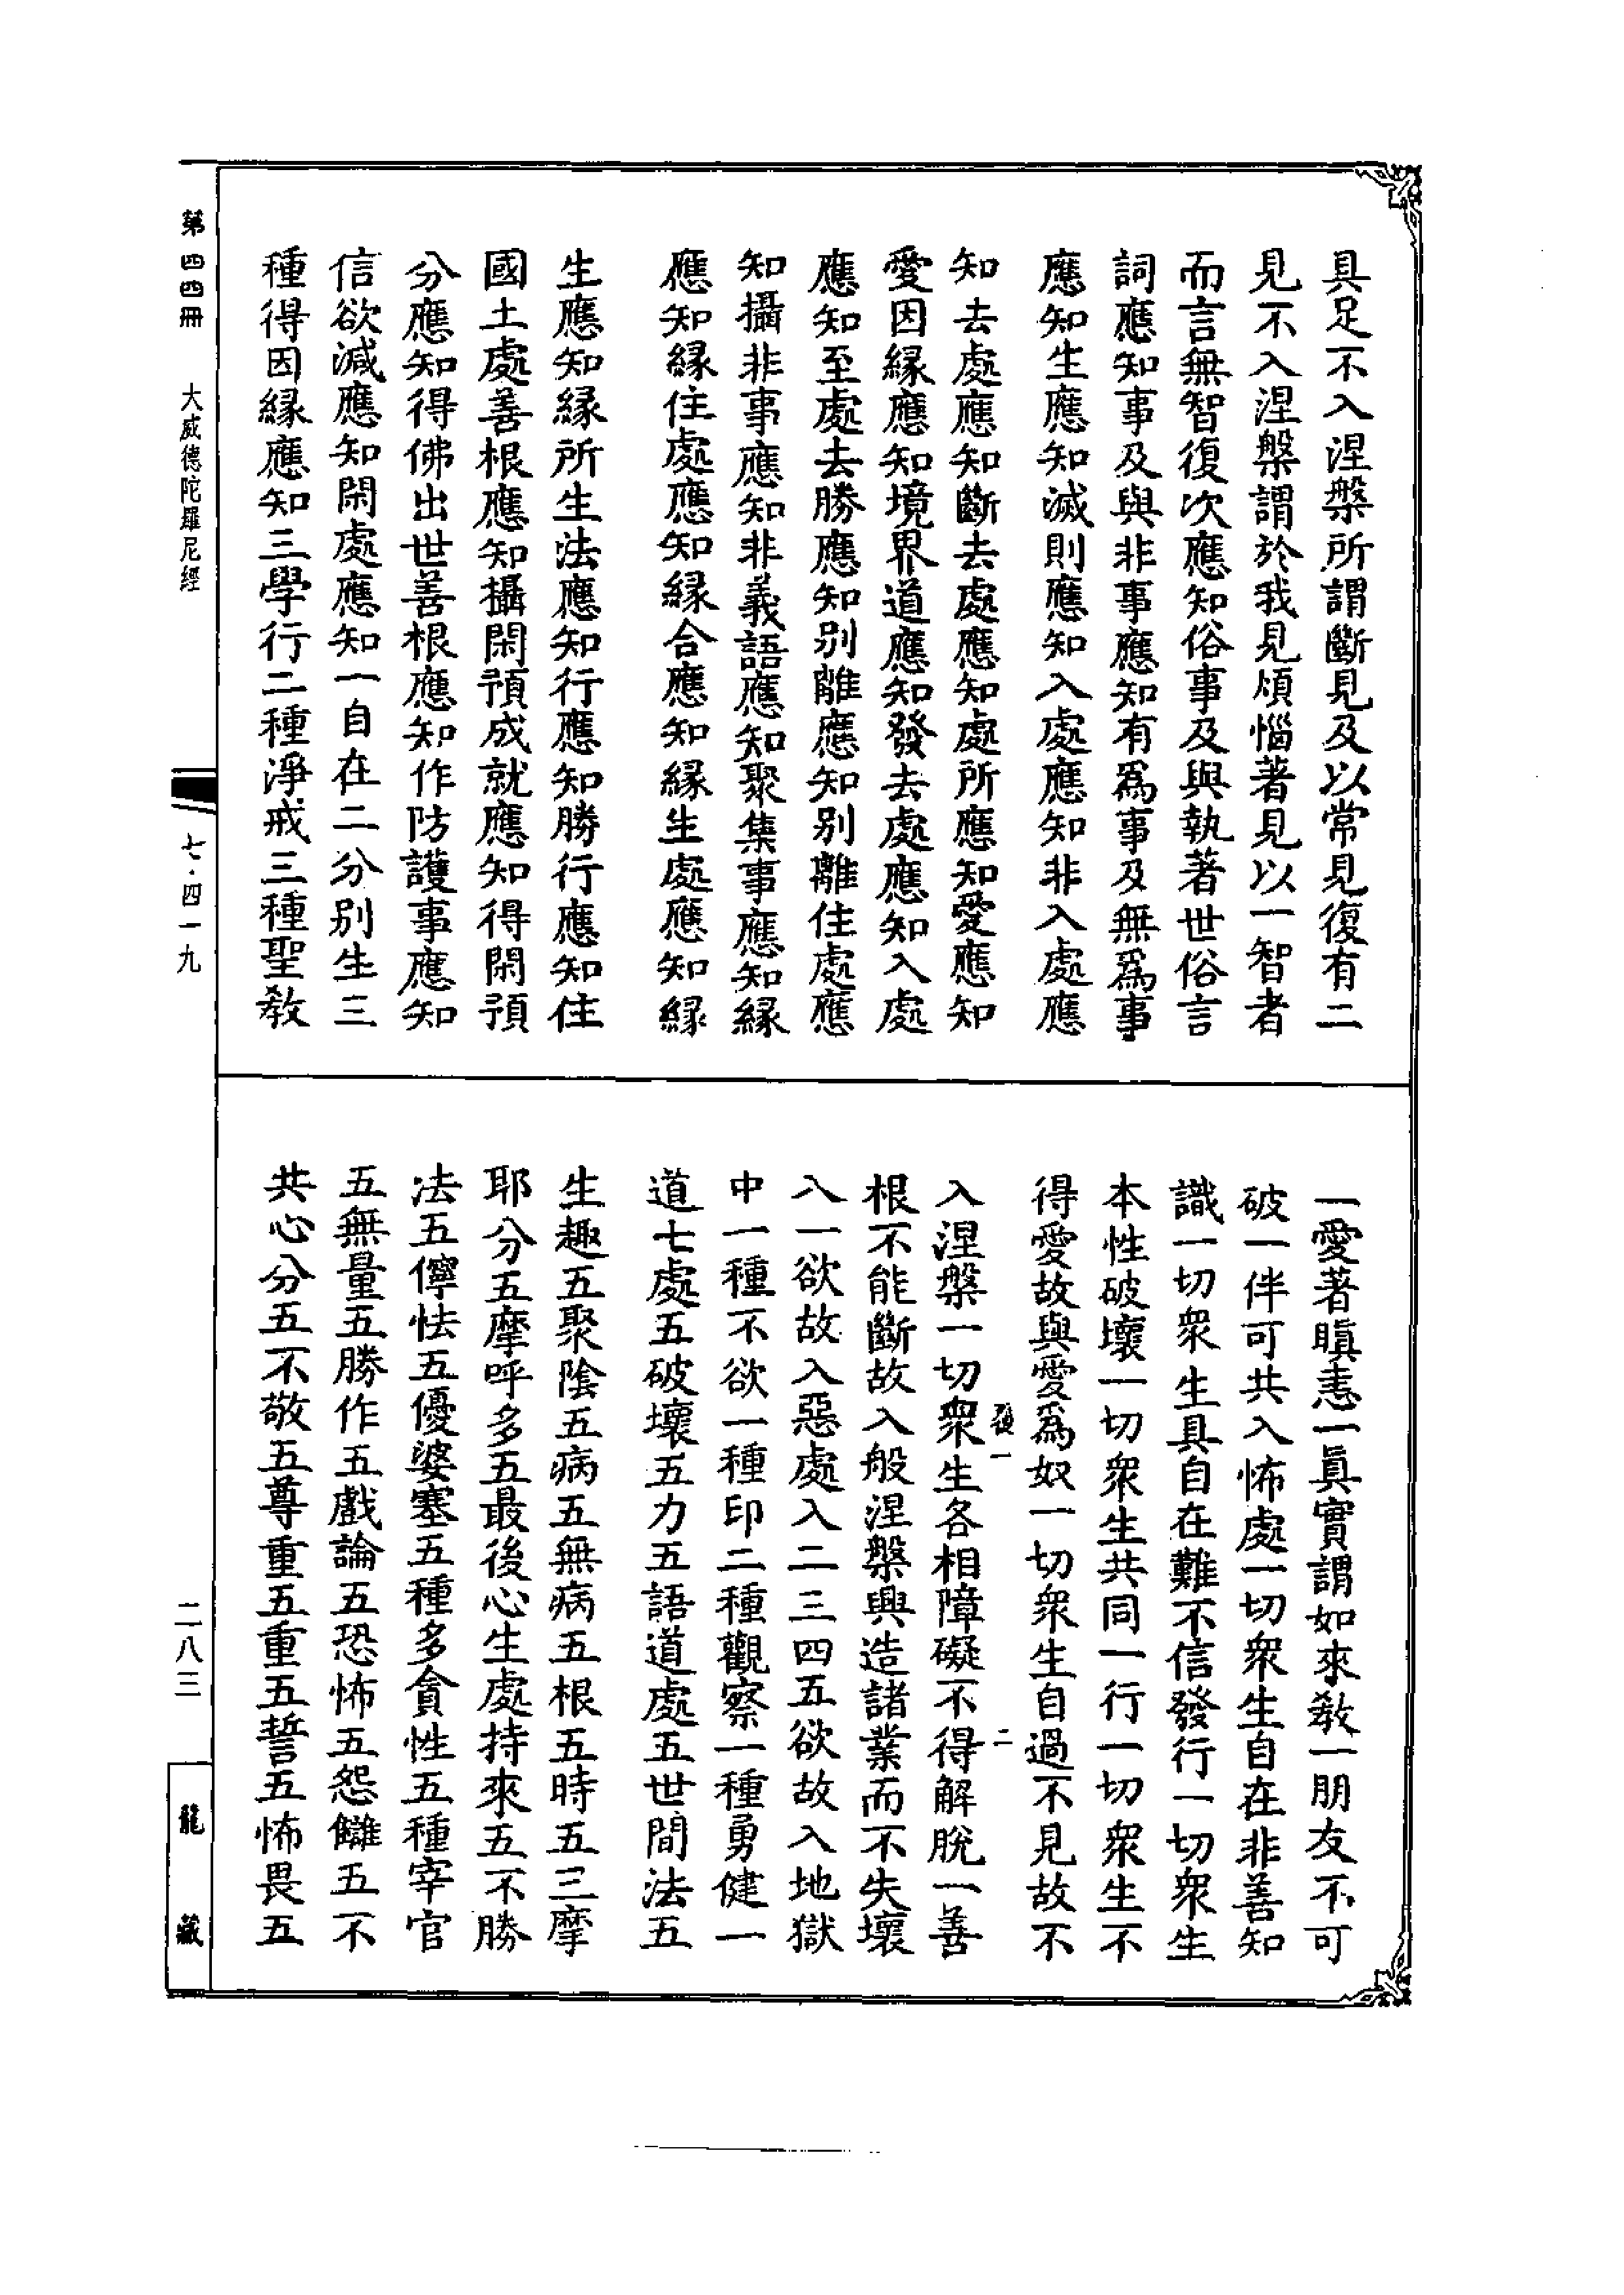 具足不入涅槃所謂斷見及以常見復有二
見不入涅槃謂於我見煩惱著見以一智者
而言無智復次應知俗事及與執著世俗言
詞應知事及與非事應知有爲事及無爲事
應知生應知滅則應知入處應知非入處應
知去處應知斷去處應知處所應知愛應知
愛因緣應知境界道應知發去處應知入處
應知至處去勝應知別離應知別離住處應
知攝非事應知非義語應知聚集事應知緣
應知緣住處應知緣合應知緣生處應知緣
生應知緣所生法應知行應知勝行應知住
國土處善根應知攝閑預成就應知得閑預
分應知得佛出世善根應知作防護事應知
信欲減應知閑處應知一自在二分別生三
種得因緣應知三學行二種淨戒三種聖教
一愛著瞋恚一眞實謂如來教一朋友不可
破一伴可共入怖處一切衆生自在非善知
識一切衆生具自在難不信發行一切衆生
本性破壞一切衆生共同一行一切衆生不
得愛故與愛爲奴一切衆生自過不見故不
入涅槃一切衆生各相障礙不得解脫一善
根不能斷故入般涅槃興造諸業而不失壞
八一欲故入惡處入二三四五欲故入地獄
中一種不欲一種印二種觀察一種勇健一
道七處五破壞五力五語道處五世間法五
生趣五聚陰五病五無病五根五時五三摩
耶分五摩呼多五最後心生處持來五不勝
法五儜怯五優婆塞五種多貪性五種宰官
五無量五勝作五戲論五恐怖五怨讎五不
共心分五不敬五尊重五重五誓五怖畏五
第四四冊 大威德陀羅尼經
七·四一九
二八三
龍藏